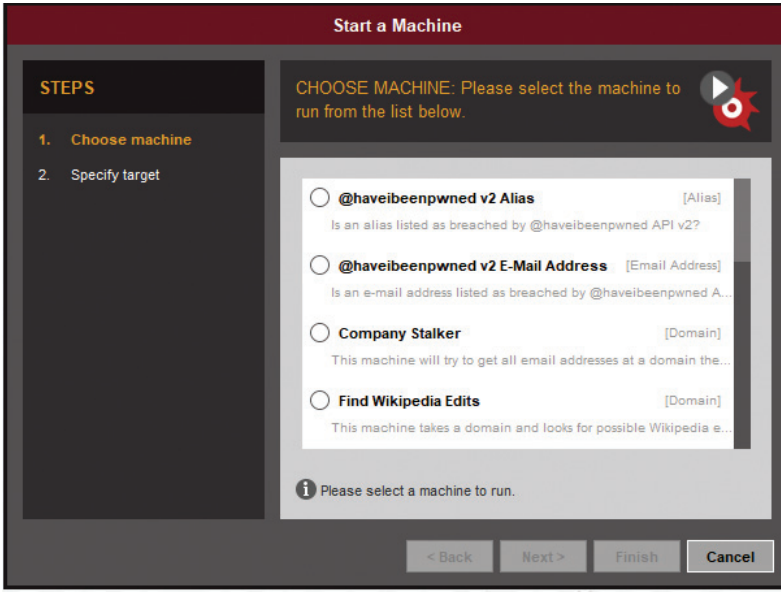 Start a Machine
STEPS
1. Choose machine
2. Specify target
CHOOSE MACHINE: Please select the machine to
run from the list below.
@haveibeenpwned v2 Alias [Alias]
Is an alias listed as breached by @haveibeenpwned API v2?
@haveibeenpwned v2 E-Mail Address [Email Address]
Is an e-mail address listed as breached by @haveibeenpwned A...
Company Stalker [Domain]
This machine will try to get all email addresses at a domain the...
Find Wikipedia Edits [Domain]
This machine takes a domain and looks for possible Wikipedia e...
Please select a machine to run.
< Back Next > Finish Cancel